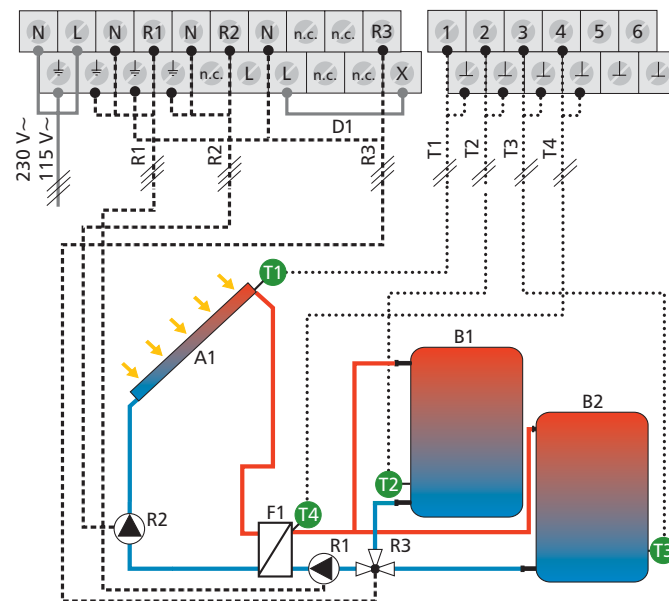 N L N R1 N R2 N n.c. n.c. R3
1 2 3 4 5 6
n.c. L L n.c. n.c. X
D1
230 V~
115 V~
R1
R2
R3
T1
T2
T3
T4
T1
A1
B1
B2
T2
T3
R2
F1
T4
R1
R3